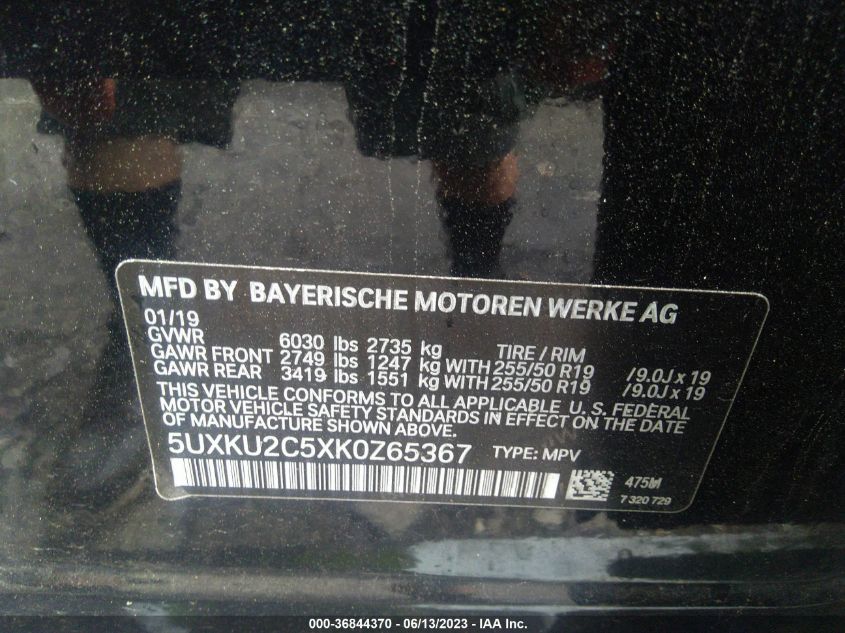 MFD BY BAYERISCHE MOTOREN WERKE AG
01/19
GVWR 6030 lbs 2735 kg TIRE / RIM
GAWR FRONT 2749 lbs 1247 kg WITH 255/50 R19 /9.0J x 19
GAWR REAR 3419 lbs 1551 kg WITH 255/50 R19 /9.0J x 19
THIS VEHICLE CONFORMS TO ALL APPLICABLE U. S. FEDERAL
MOTOR VEHICLE SAFETY STANDARDS IN EFFECT ON THE DATE
OF MANUFACTURE SHOWN ABOVE.
5UXKU2C5XK0Z65367 TYPE: MPV
475M
7 320 729
000-36844370 - 06/13/2023 - IAA Inc.